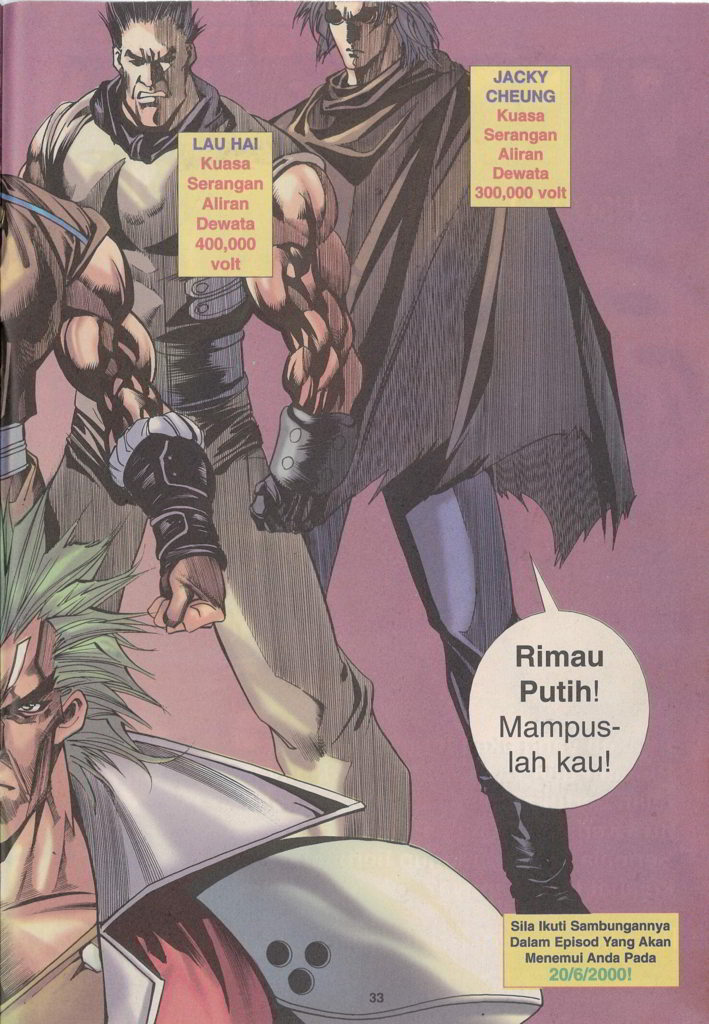 LAU HAI
Kuasa
Serangan
Aliran
Dewata
400,000
volt
JACKY
CHEUNG
Kuasa
Serangan
Aliran
Dewata
300,000 volt
Rimau
Putih!
Mampus-
lah kau!
Sila Ikuti Sambungannya
Dalam Episod Yang Akan
Menemui Anda Pada
20/6/2000!
33